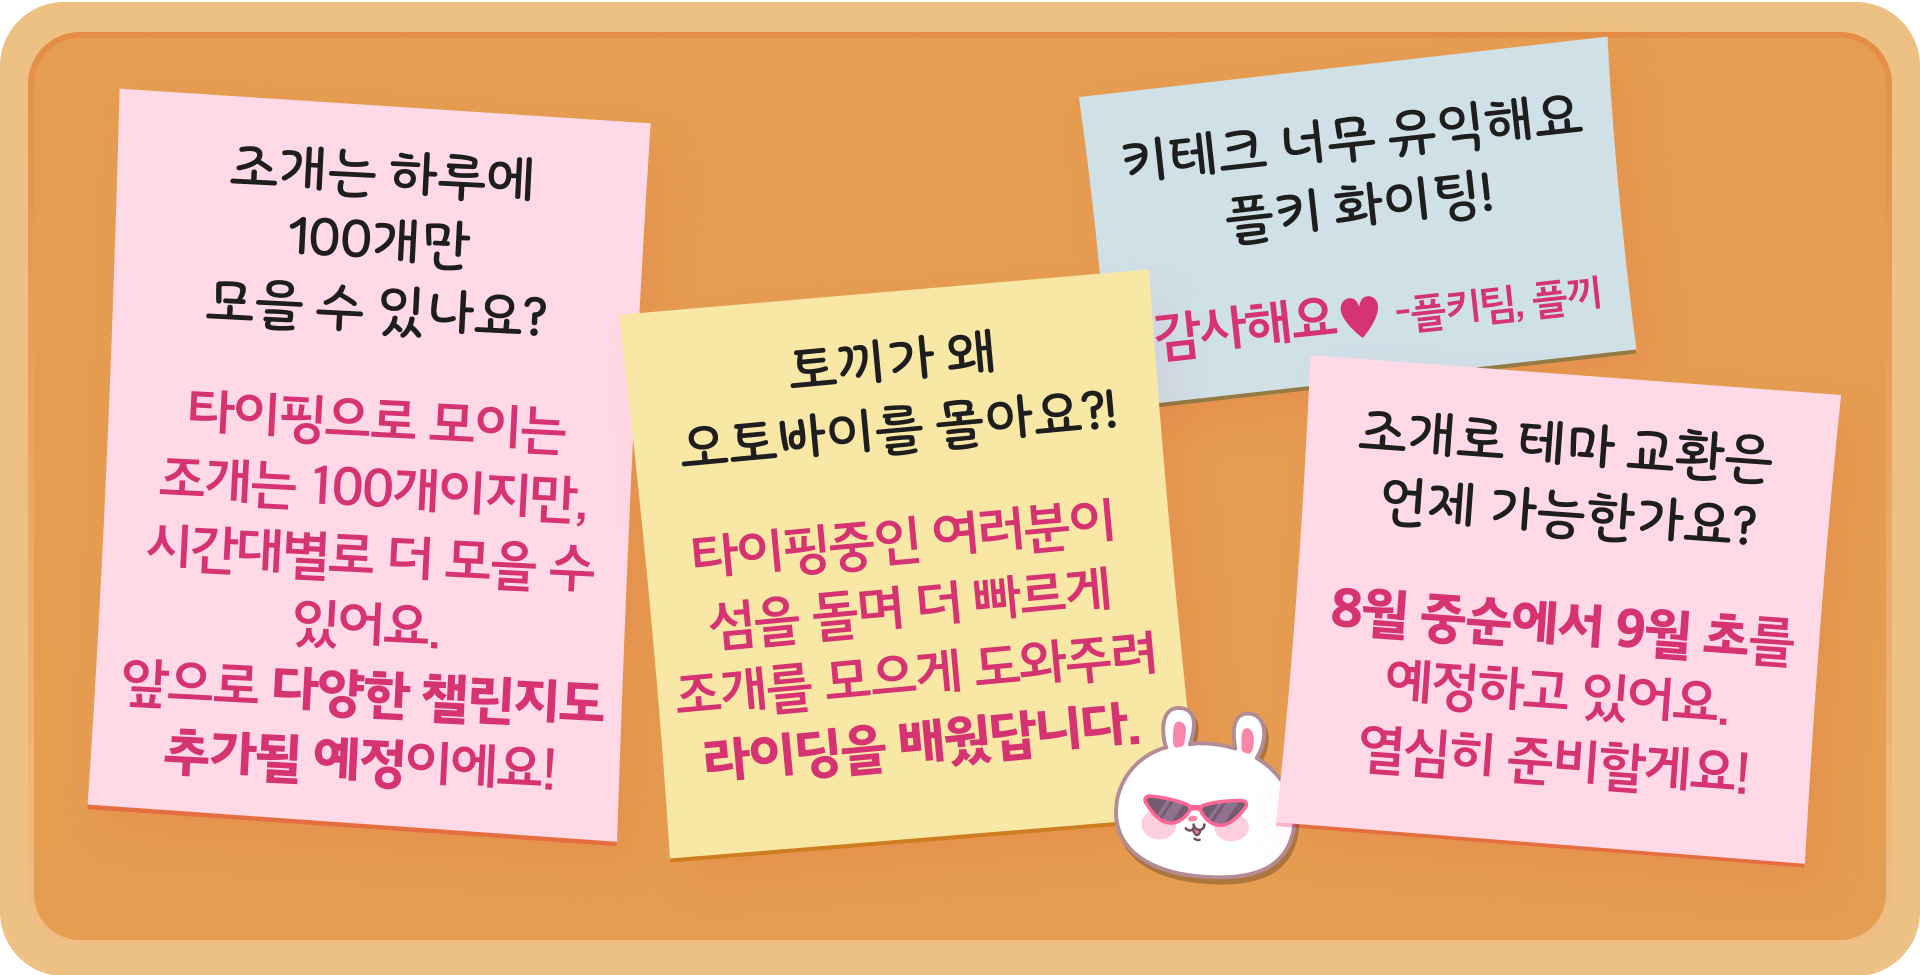 조개는 하루에
100개만
모을 수 있나요?
타이핑으로 모이는
조개는 100개이지만,
시간대별로 더 모을 수
있어요.
앞으로 다양한 챌린지도
추가될 예정이에요!
토끼가 왜
오토바이를 몰아요?!
타이핑중인 여러분이
섬을 돌며 더 빠르게
조개를 모으게 도와주려
라이딩을 배웠답니다.
키테크 너무 유익해요
플키 화이팅!
감사해요♥ -플키팀, 플끼
조개로 테마 교환은
언제 가능한가요?
8월 중순에서 9월 초를
예정하고 있어요.
열심히 준비할게요!